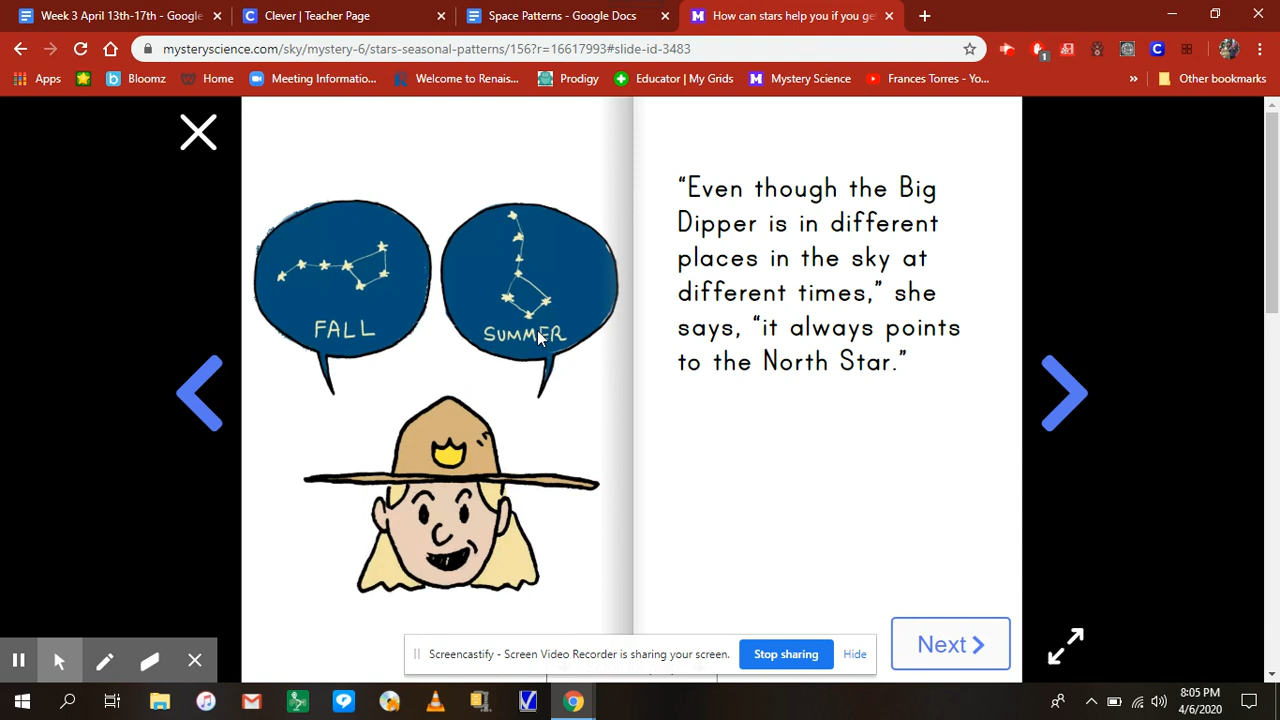 Week 3 April 13th-17th - Google
Clever | Teacher Page
Space Patterns - Google Docs
How can stars help you if you get
mysteryscience.com/sky/mystery-6/stars-seasonal-patterns/156?r=16617993#slide-id-3483
Apps
Bloomz
Home
Meeting Informatio...
Welcome to Renais...
Prodigy
Educator | My Grids
Mystery Science
Frances Torres - Yo...
»
Other bookmarks
FALL
SUMMER
“Even though the Big
Dipper is in different
places in the sky at
different times,” she
says, “it always points
to the North Star.”
Next
Screencastify - Screen Video Recorder is sharing your screen.
Stop sharing
Hide
8:05 PM
4/6/2020